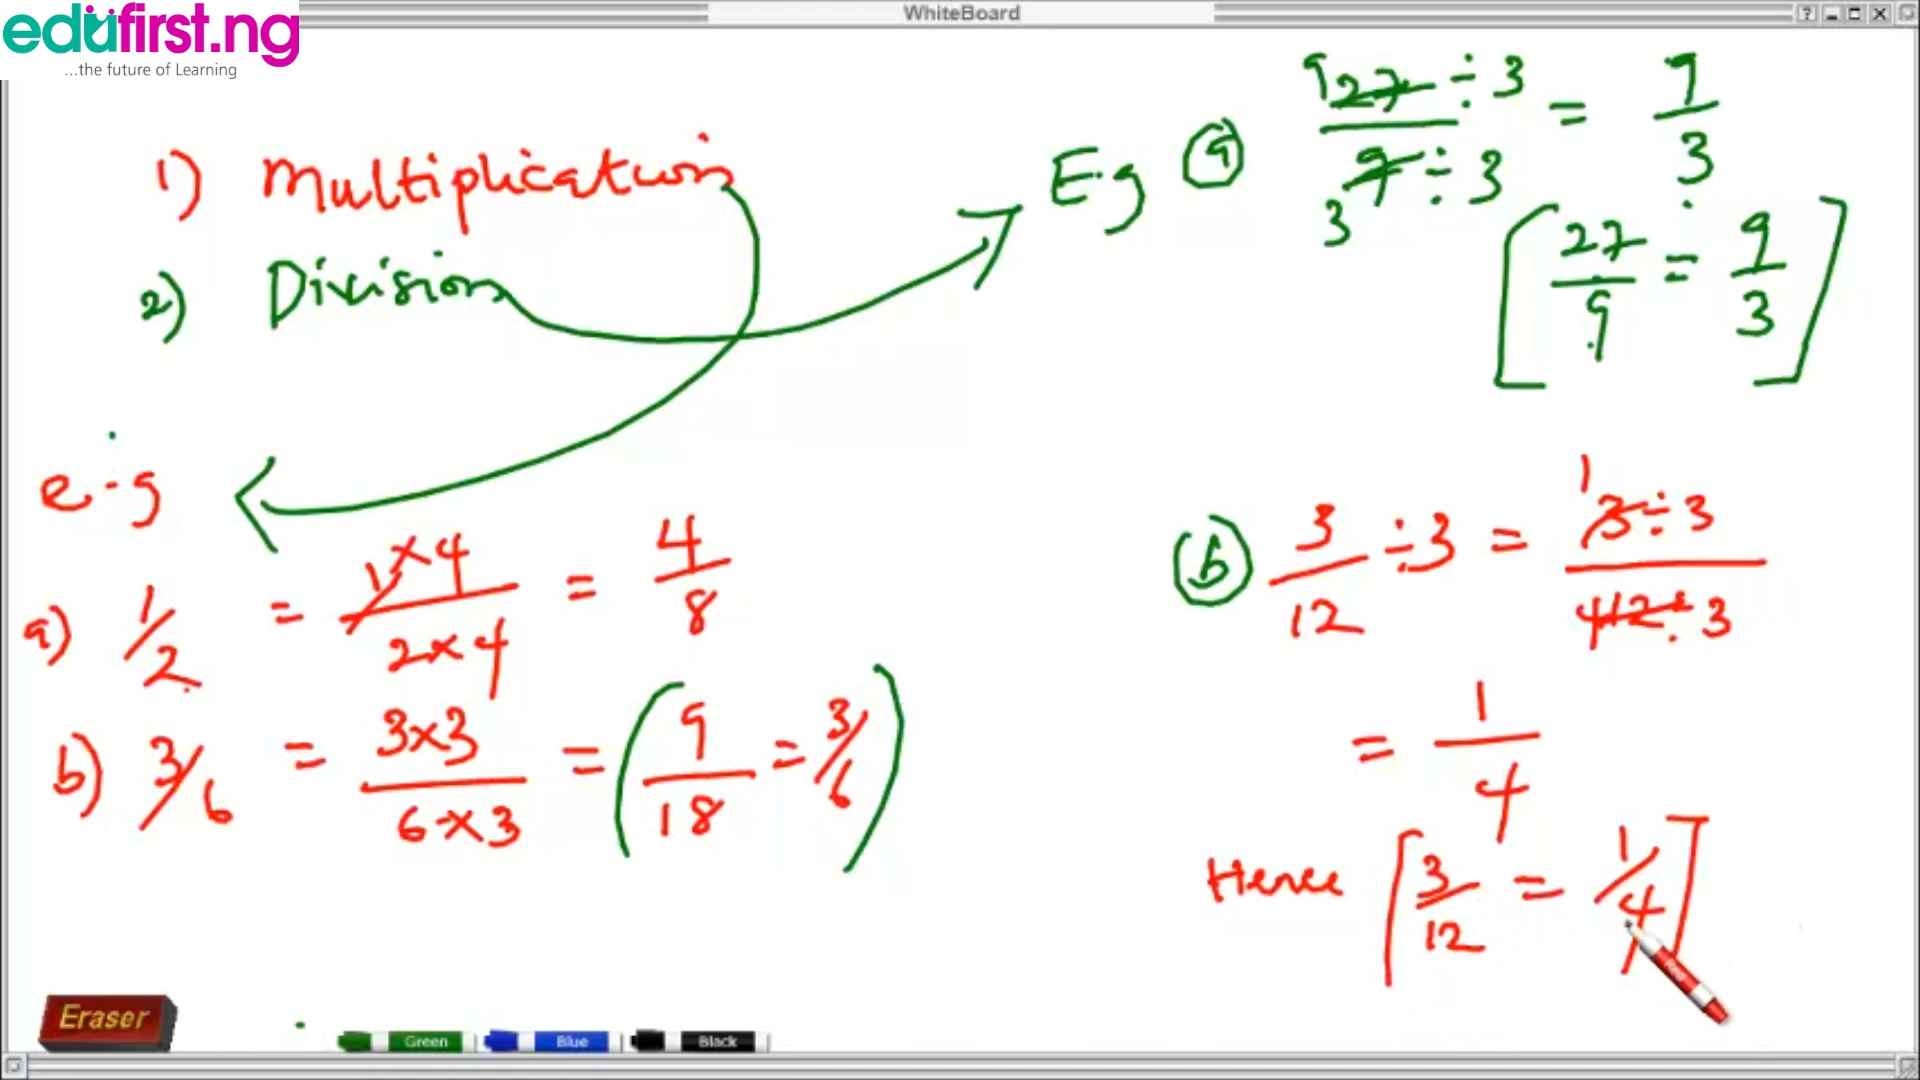 WhiteBoard
edufirst.ng
...the future of Learning
1) Multiplication
2) Division
e.g
a) 1/2 = 1×4/2×4 = 4/8
b) 3/6 = 3×3/6×3 = (9/18 = 3/6)
E.g (a) 9 27÷3/3 9÷3 = 9/3
[27/9 = 9/3]
(b) 3/12 ÷3 = 1 3÷3/4 12÷3
= 1/4
Hence [3/12 = 1/4]
Eraser
Green Blue Black
Red